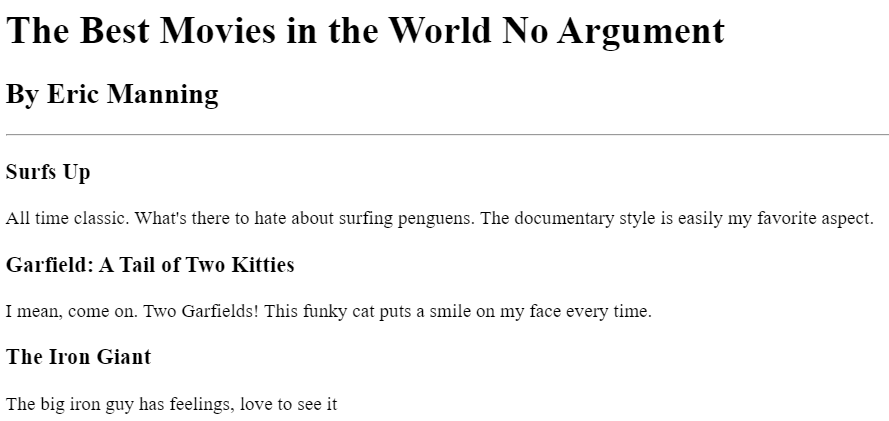 The Best Movies in the World No Argument
By Eric Manning
Surfs Up
All time classic. What's there to hate about surfing penguens. The documentary style is easily my favorite aspect.
Garfield: A Tail of Two Kitties
I mean, come on. Two Garfields! This funky cat puts a smile on my face every time.
The Iron Giant
The big iron guy has feelings, love to see it